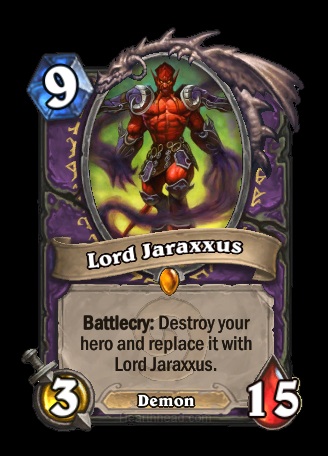 9
Lord Jaraxxus
Battlecry: Destroy your
hero and replace it with
Lord Jaraxxus.
3
Demon
15